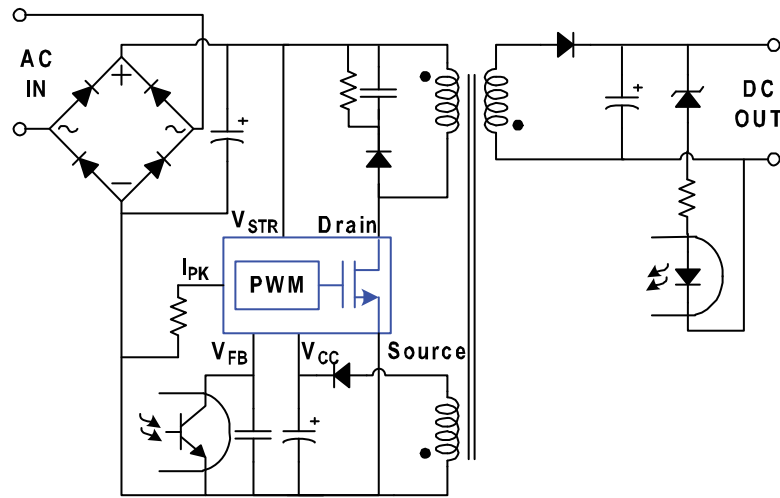 AC
IN
+
~
~
−
+
+
DC
OUT
VSTR
Drain
IPK
PWM
VFB
VCC
Source
+